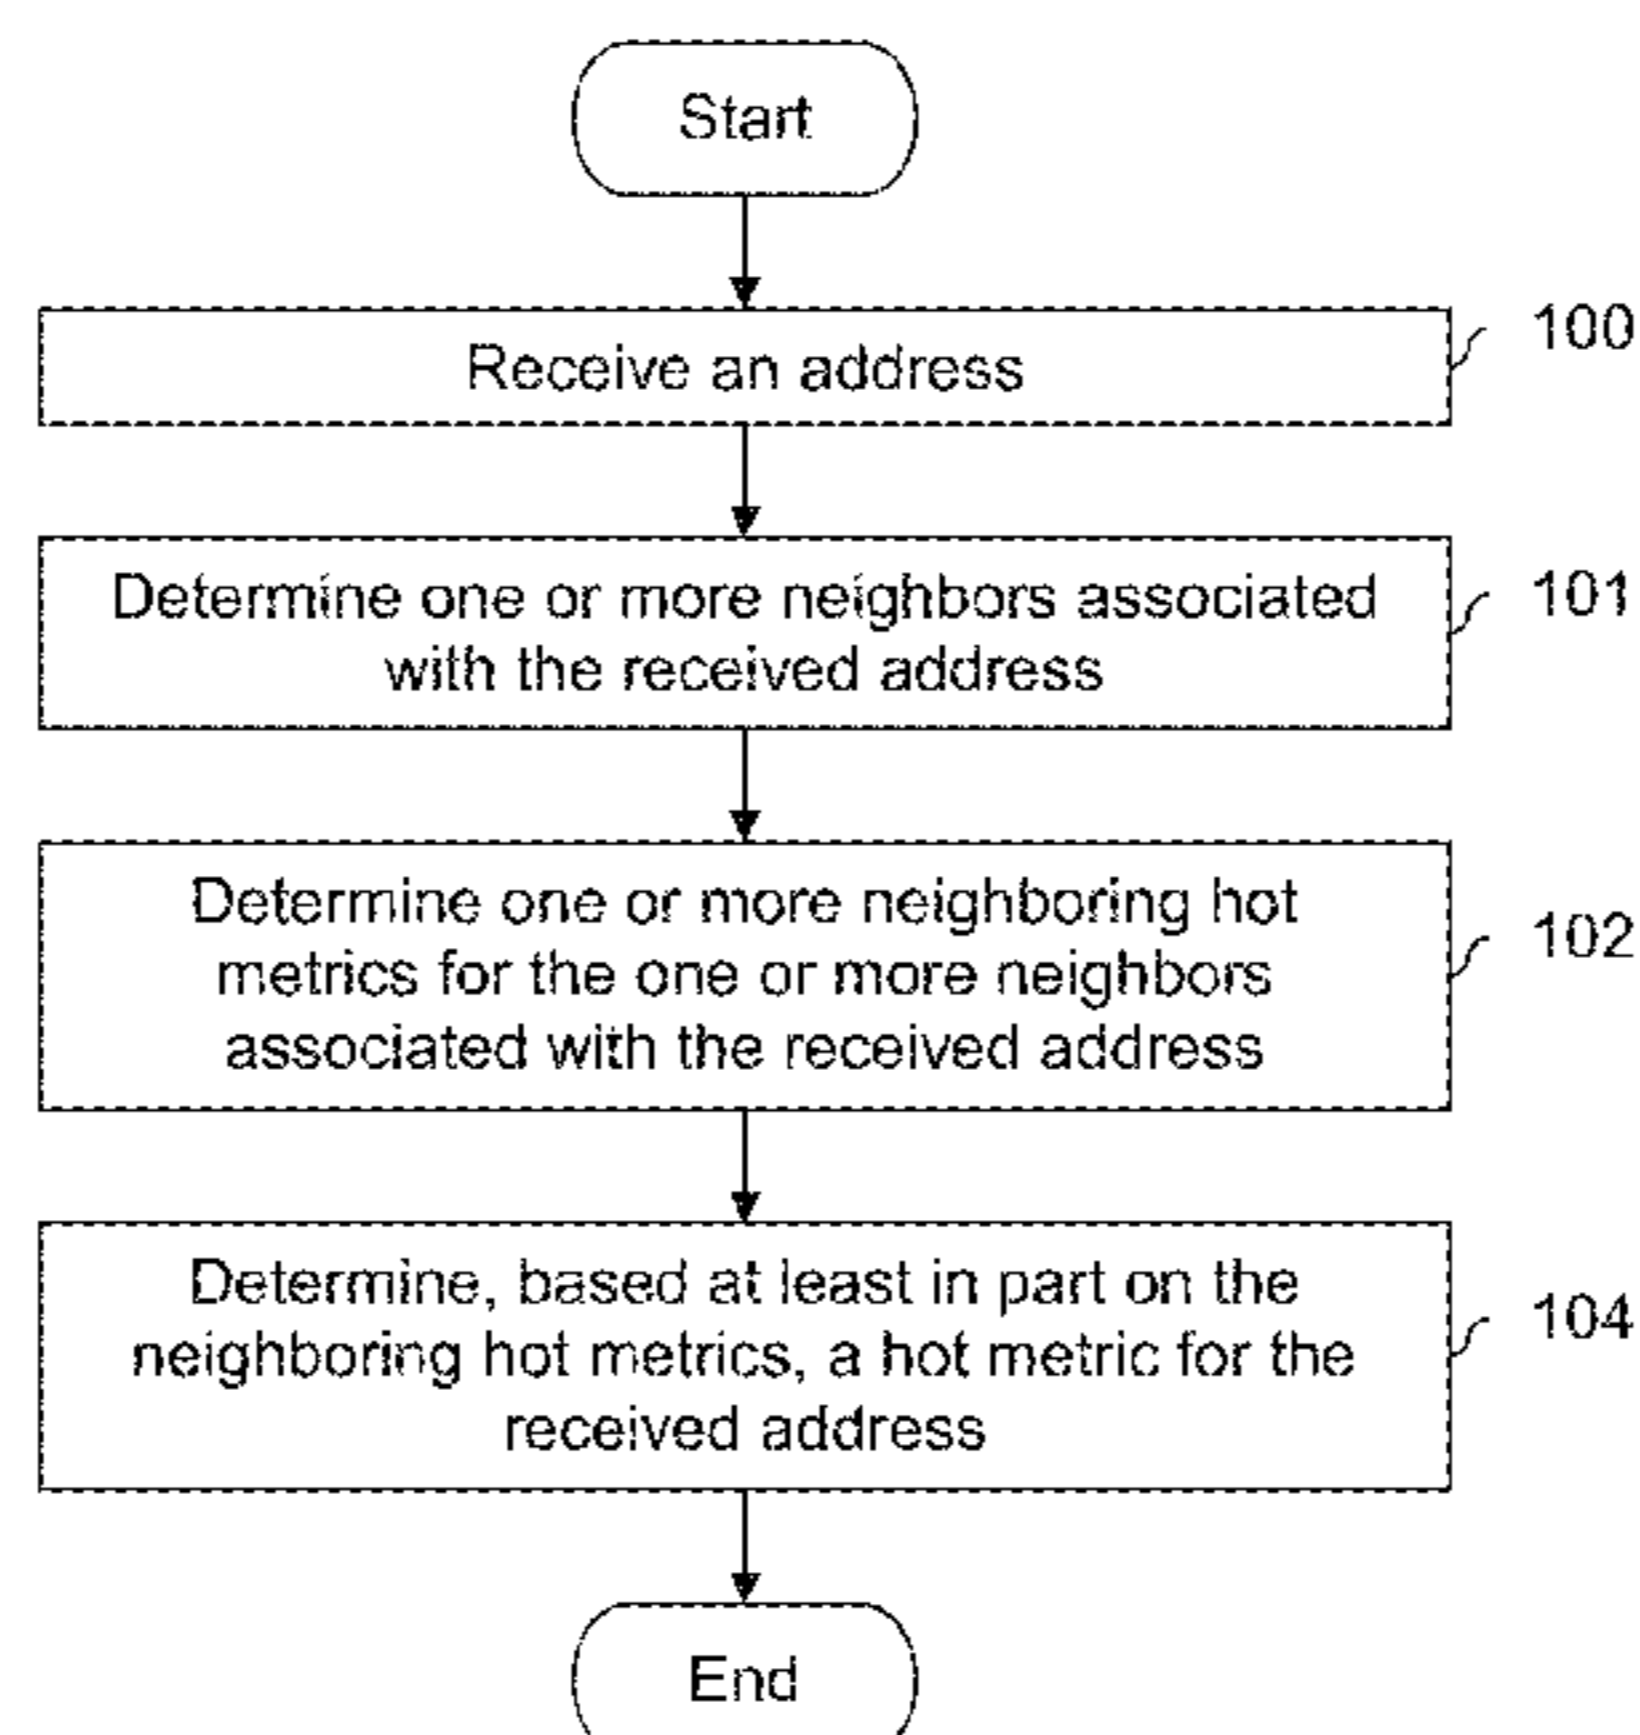 Start
Receive an address
100
Determine one or more neighbors associated
with the received address
101
Determine one or more neighboring hot
metrics for the one or more neighbors
associated with the received address
102
Determine, based at least in part on the
neighboring hot metrics, a hot metric for the
received address
104
End